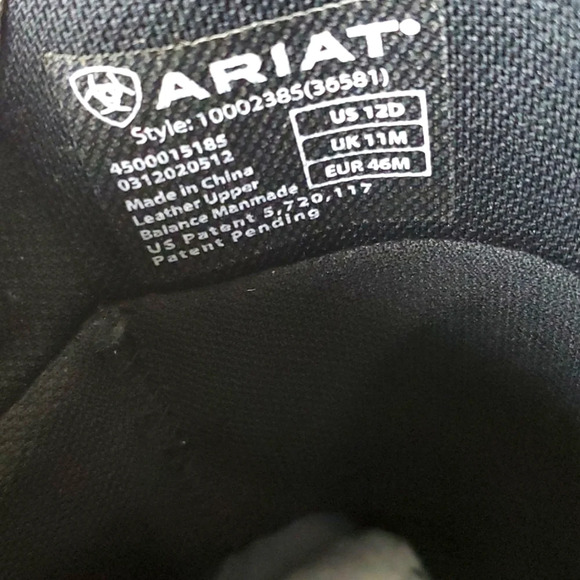 ARIAT®
Style: 10002385(36581)
4500015185
0312020512
Made in China
Leather Upper
Balance Manmade
US Patent 5,720,117
Patent Pending
US 12D
UK 11M
EUR 46M